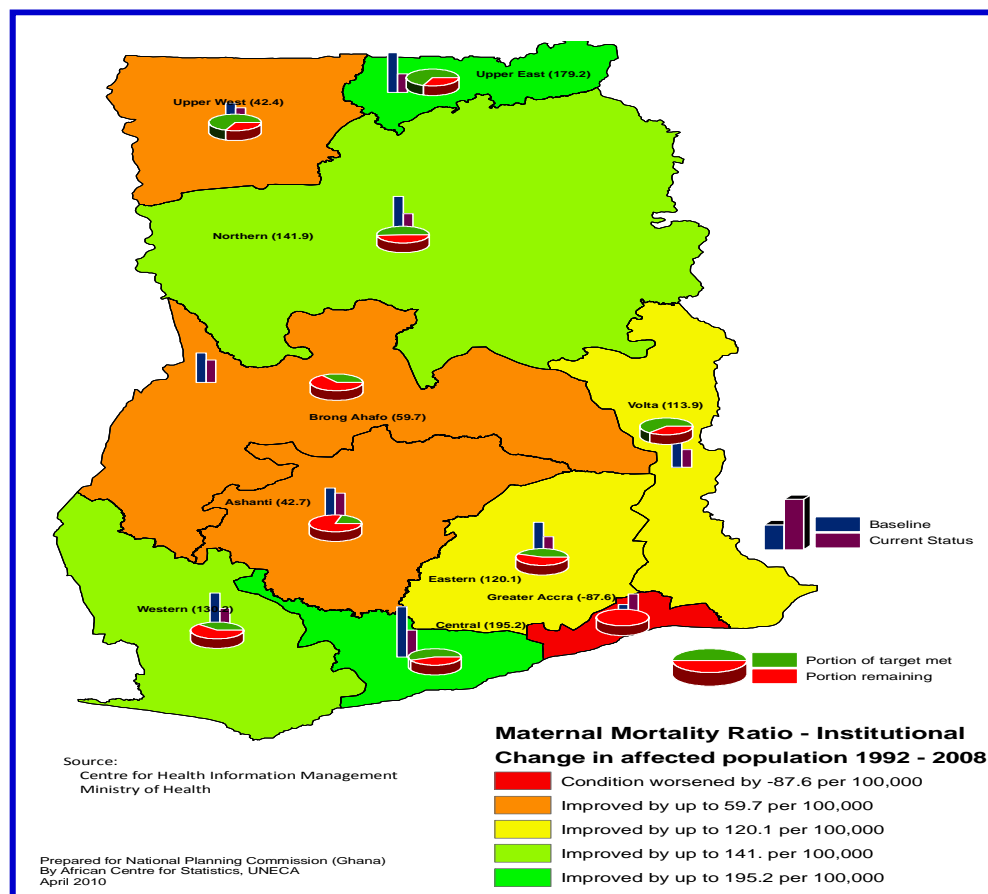 Upper East (179.2)
Upper West (42.4)
Northern (141.9)
Volta (113.9)
Brong Ahafo (59.7)
Ashanti (42.7)
Baseline
Current Status
Eastern (120.1)
Greater Accra (-87.6)
Western (130.2)
Central (195.2)
Portion of target met
Portion remaining
Maternal Mortality Ratio - Institutional
Change in affected population 1992 - 2008
Condition worsened by -87.6 per 100,000
Improved by up to 59.7 per 100,000
Improved by up to 120.1 per 100,000
Improved by up to 141. per 100,000
Improved by up to 195.2 per 100,000
Source:
Centre for Health Information Management
Ministry of Health
Prepared for National Planning Commission (Ghana)
By African Centre for Statistics, UNECA
April 2010